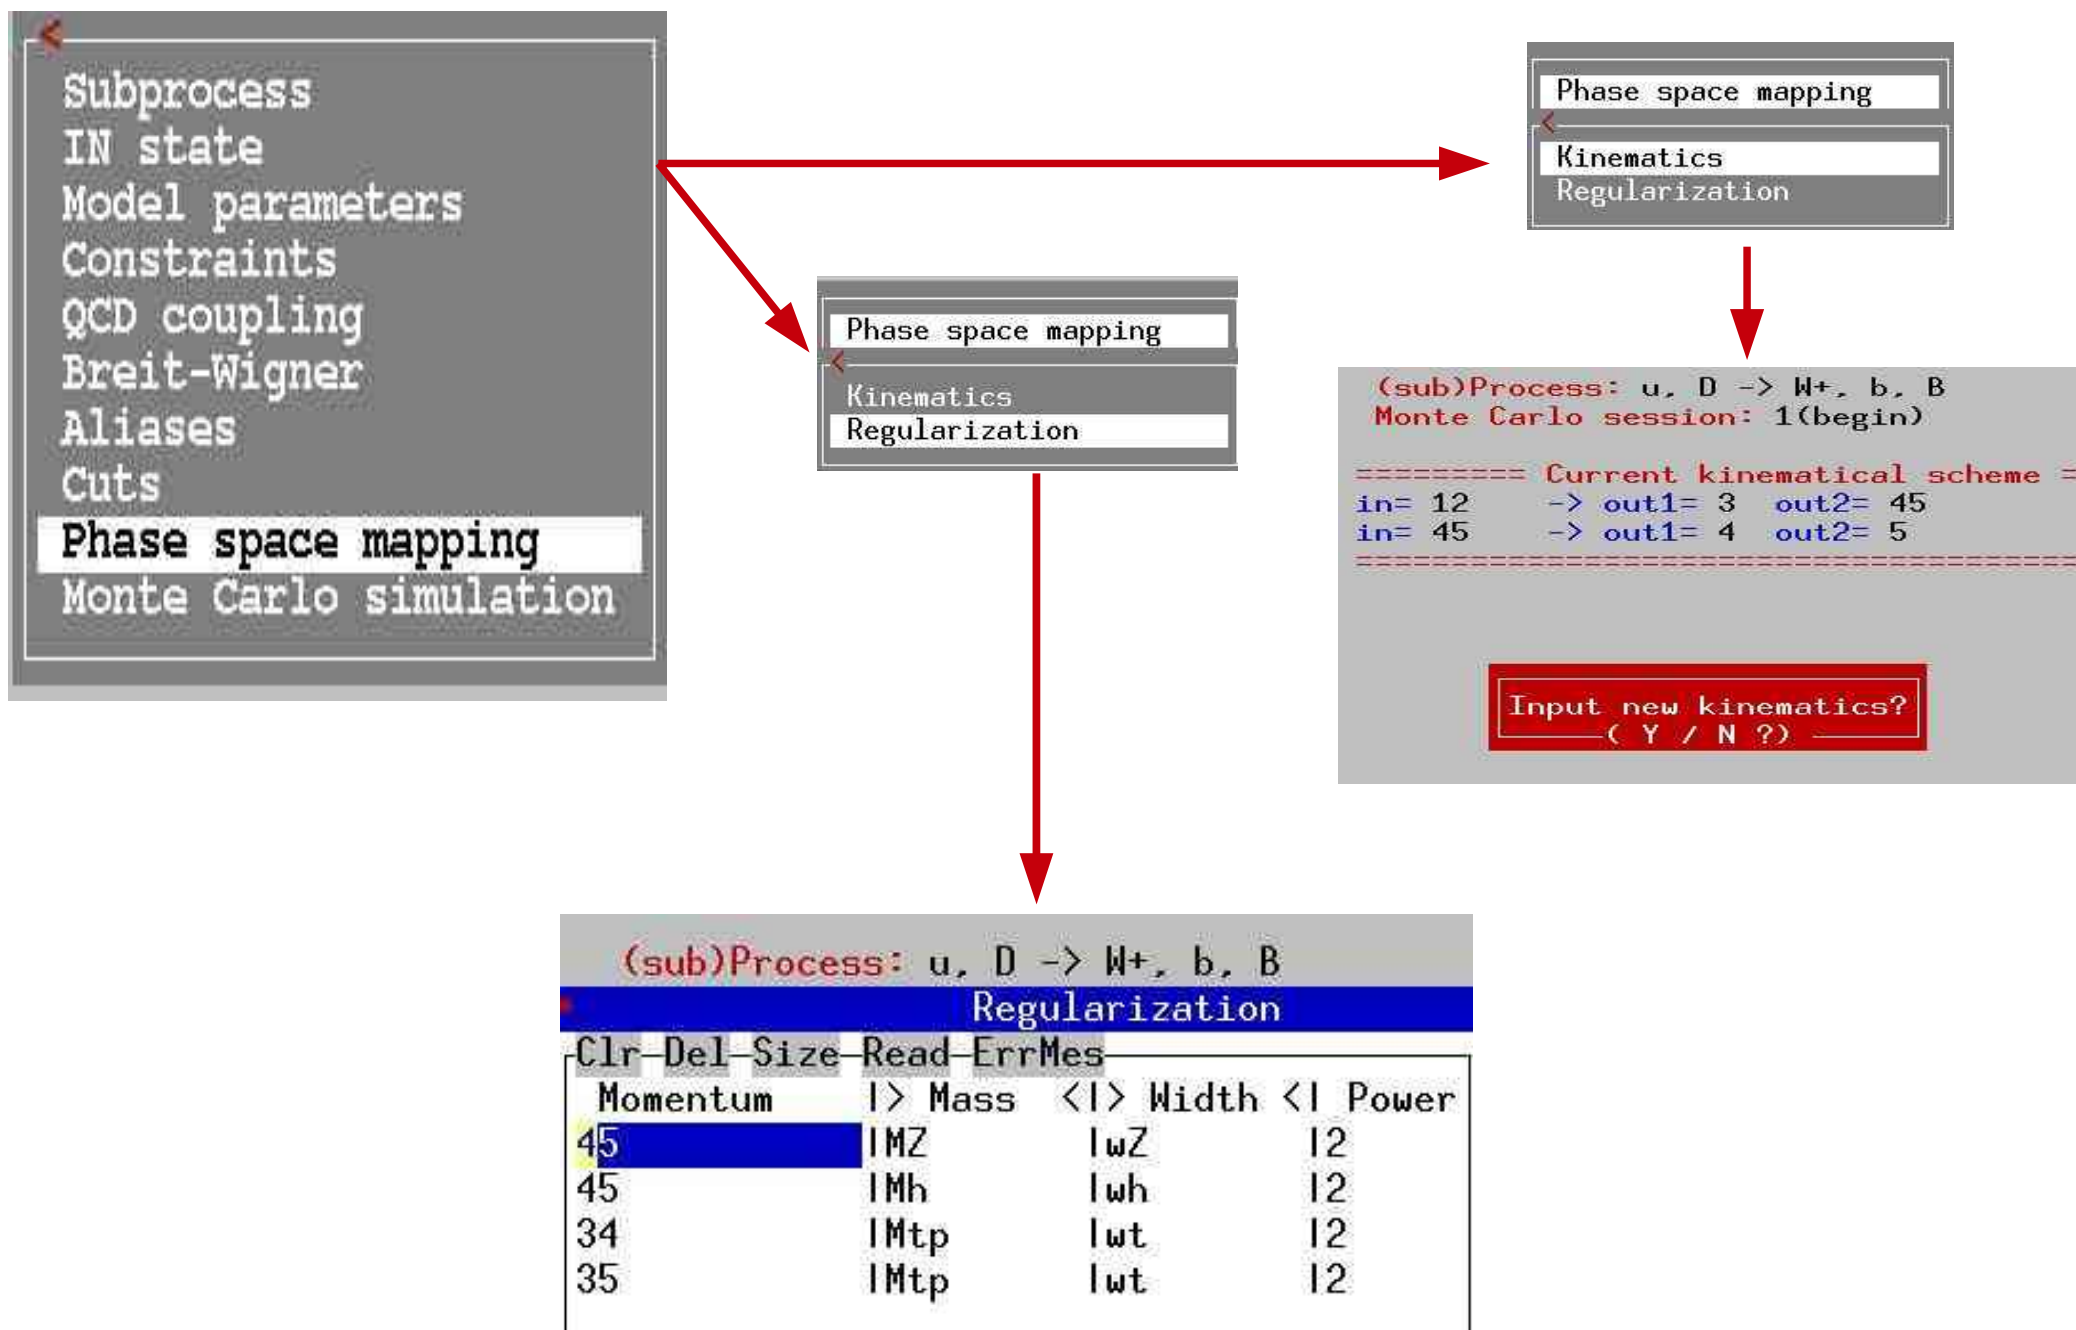 <
Subprocess
IN state
Model parameters
Constraints
QCD coupling
Breit-Wigner
Aliases
Cuts
Phase space mapping
Monte Carlo simulation
Phase space mapping
<
Kinematics
Regularization
Phase space mapping
<
Kinematics
Regularization
(sub)Process: u, D -> W+, b, B
Monte Carlo session: 1(begin)
========= Current kinematical scheme =
in= 12 -> out1= 3 out2= 45
in= 45 -> out1= 4 out2= 5
======================================
Input new kinematics?
( Y / N ?)
(sub)Process: u, D -> W+, b, B
Regularization
Clr Del Size Read ErrMes
Momentum |> Mass <|> Width <| Power
45 |MZ |wZ |2
45 |Mh |wh |2
34 |Mtp |wt |2
35 |Mtp |wt |2